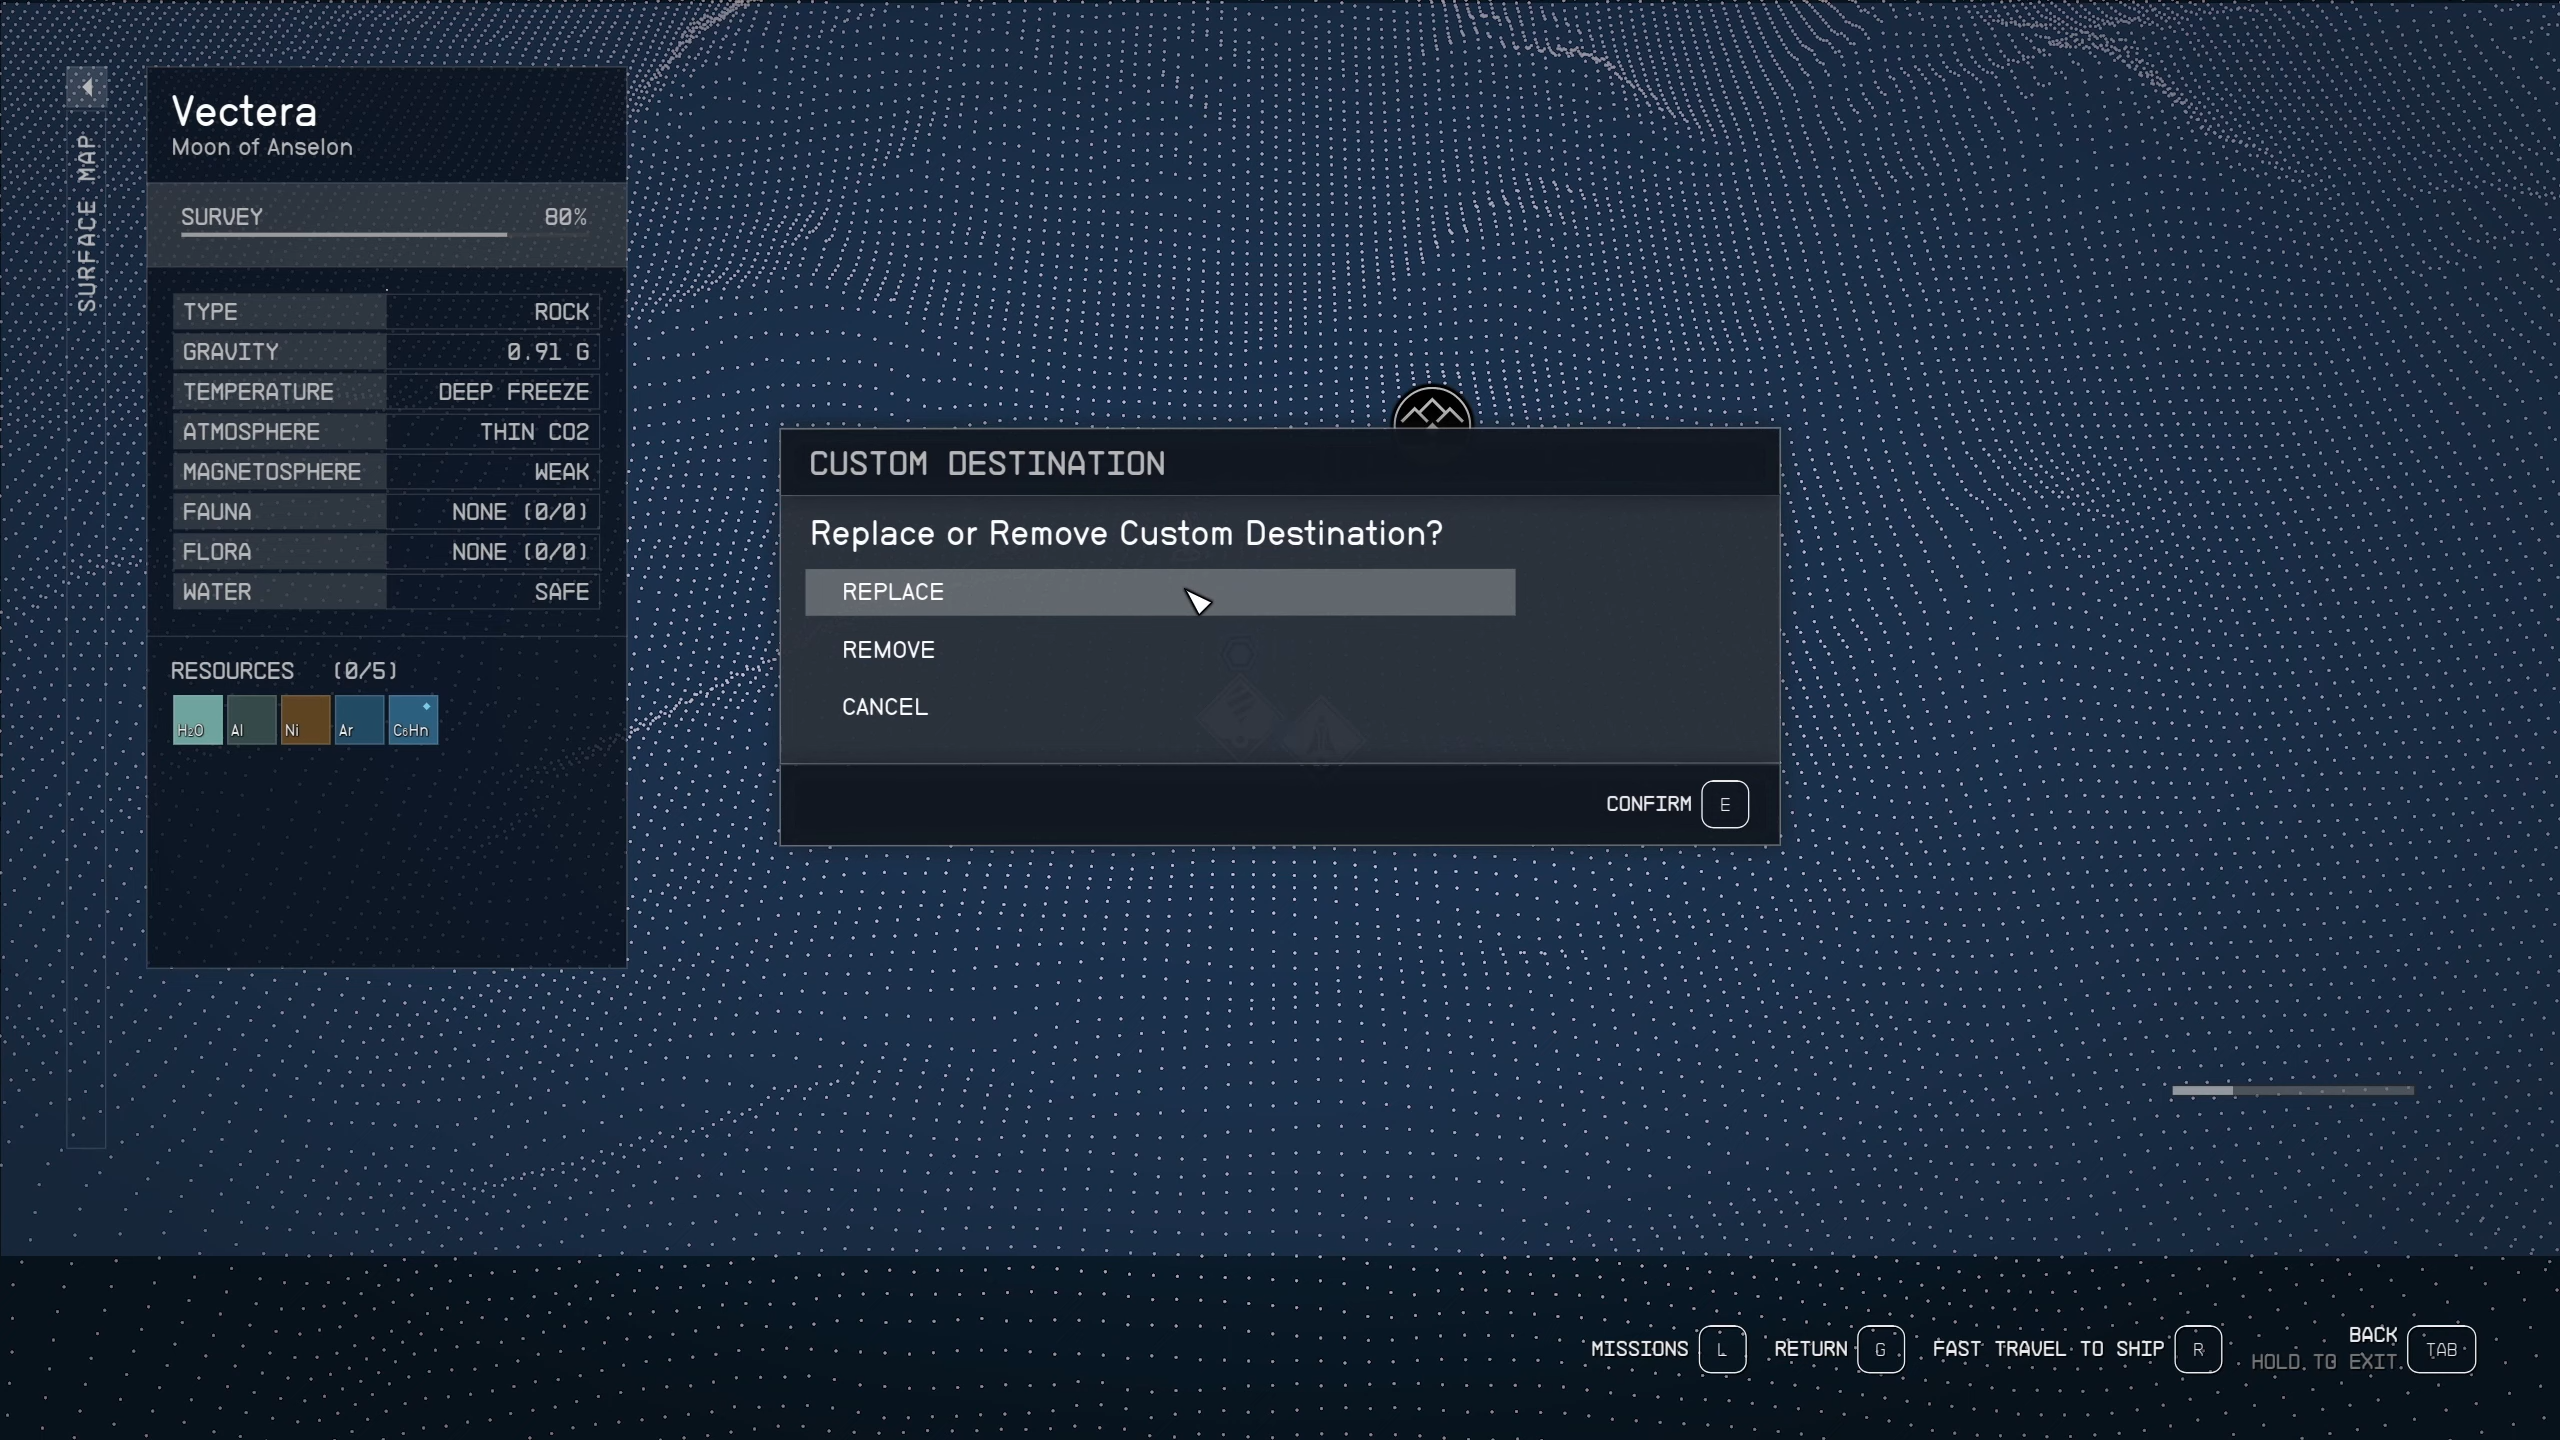 SURFACE MAP
Vectera
Moon of Anselon
SURVEY 80%
TYPE ROCK
GRAVITY 0.91 G
TEMPERATURE DEEP FREEZE
ATMOSPHERE THIN CO2
MAGNETOSPHERE WEAK
FAUNA NONE (0/0)
FLORA NONE (0/0)
WATER SAFE
RESOURCES (0/5)
H2O Al Ni Ar C6Hn
CUSTOM DESTINATION
Replace or Remove Custom Destination?
REPLACE
REMOVE
CANCEL
CONFIRM E
MISSIONS L RETURN G FAST TRAVEL TO SHIP R BACK TAB
HOLD TO EXIT